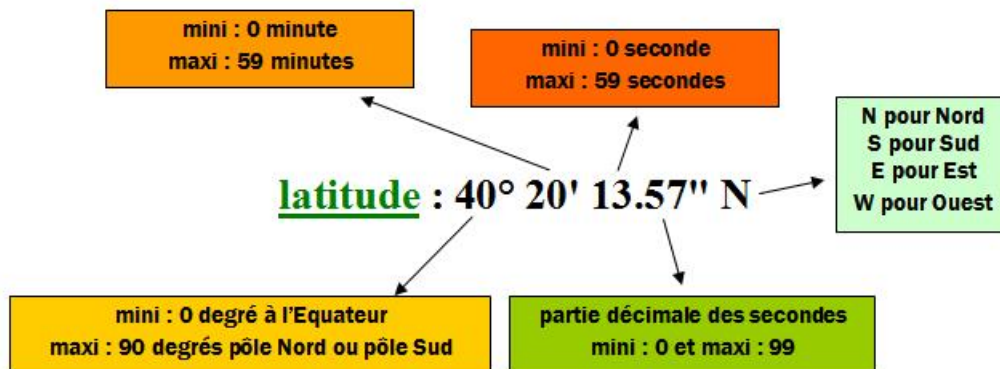 mini : 0 minute
maxi : 59 minutes
mini : 0 seconde
maxi : 59 secondes
N pour Nord
S pour Sud
E pour Est
W pour Ouest
latitude : 40° 20' 13.57" N
mini : 0 degré à l'Equateur
maxi : 90 degrés pôle Nord ou pôle Sud
partie décimale des secondes
mini : 0 et maxi : 99